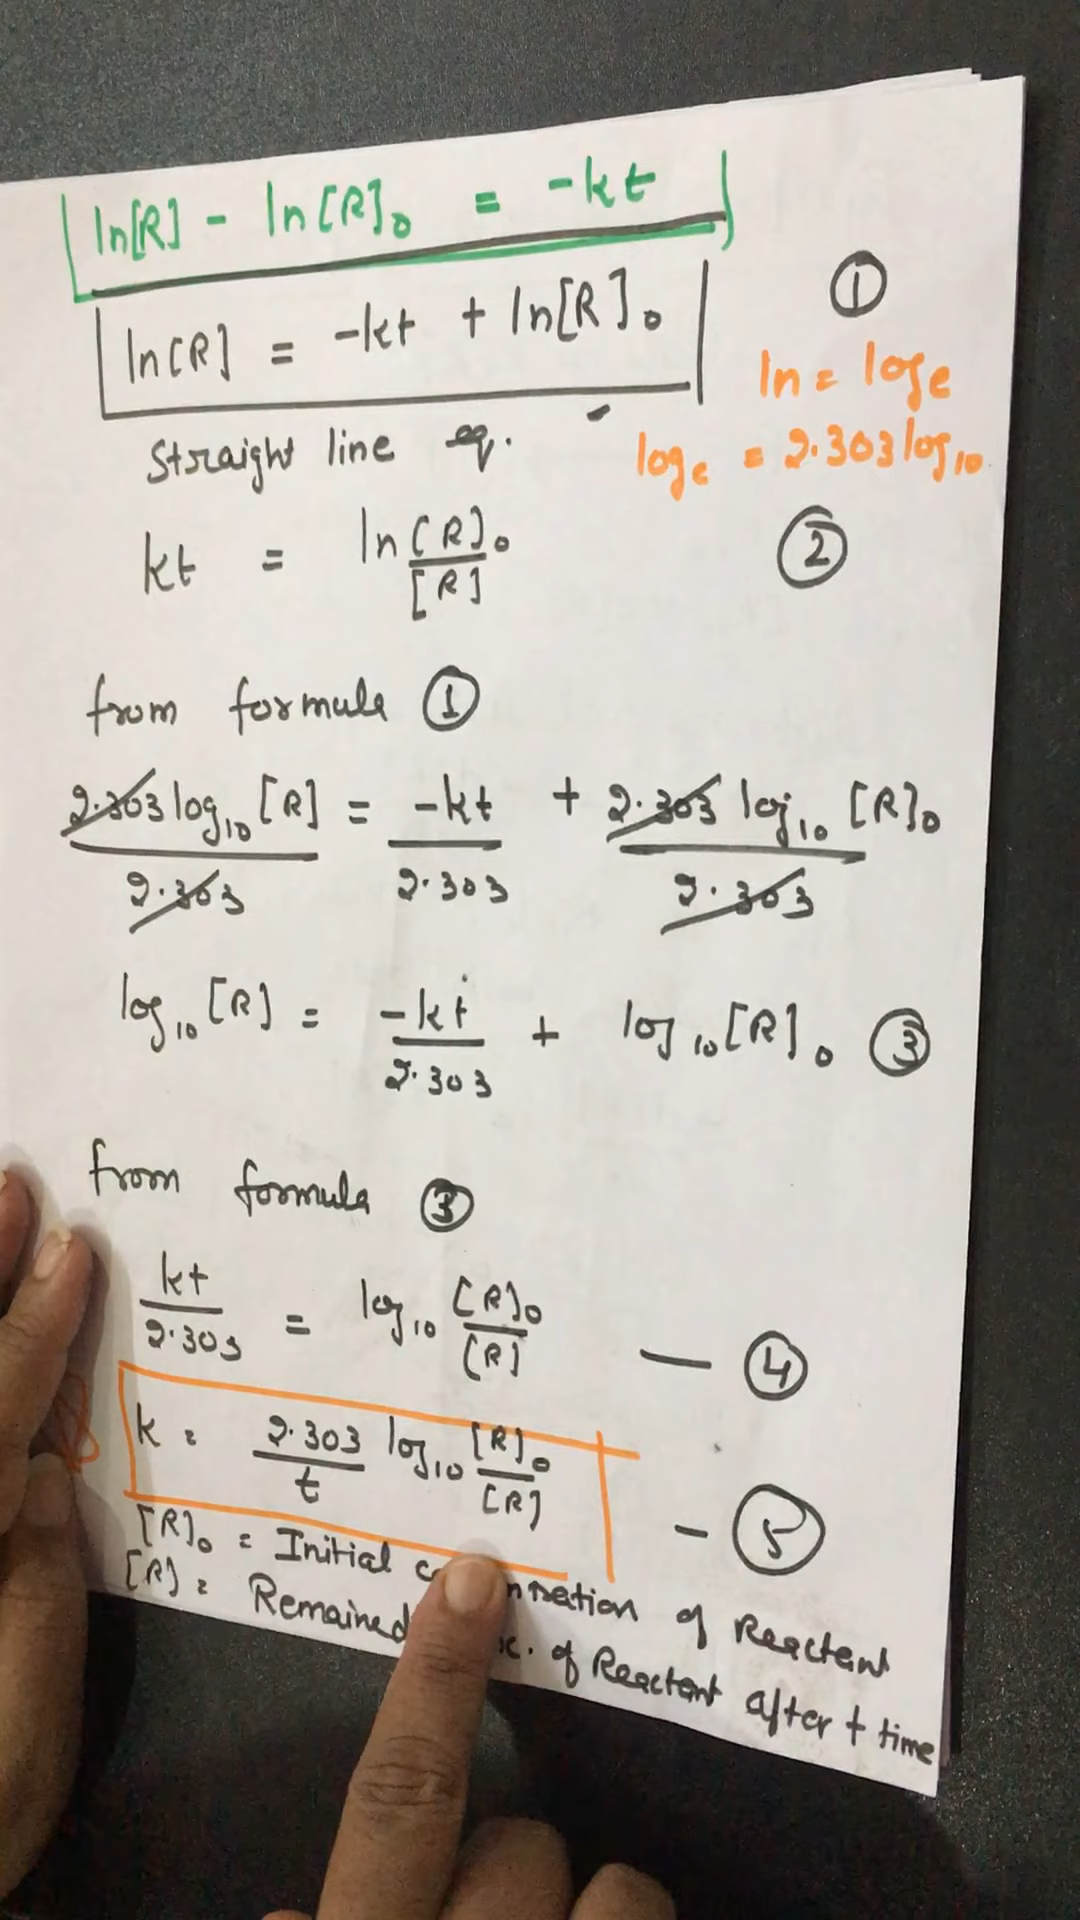 ln[R] - ln[R]₀ = -kt
ln[R] = -kt + ln[R]₀ ①
ln = logₑ
Straight line eq.
logₑ = 2.303 log₁₀
kt = ln [R]₀/[R] ②
from formula ①
2.303 log₁₀ [R]/2.303 = -kt/2.303 + 2.303 log₁₀ [R]₀/2.303
log₁₀ [R] = -kt/2.303 + log₁₀ [R]₀ ③
from formula ③
kt/2.303 = log₁₀ [R]₀/[R] — ④
k = 2.303/t log₁₀ [R]₀/[R] - ⑤
[R]₀ = Initial of Reactant
[R] = Remained of Reactant after t time